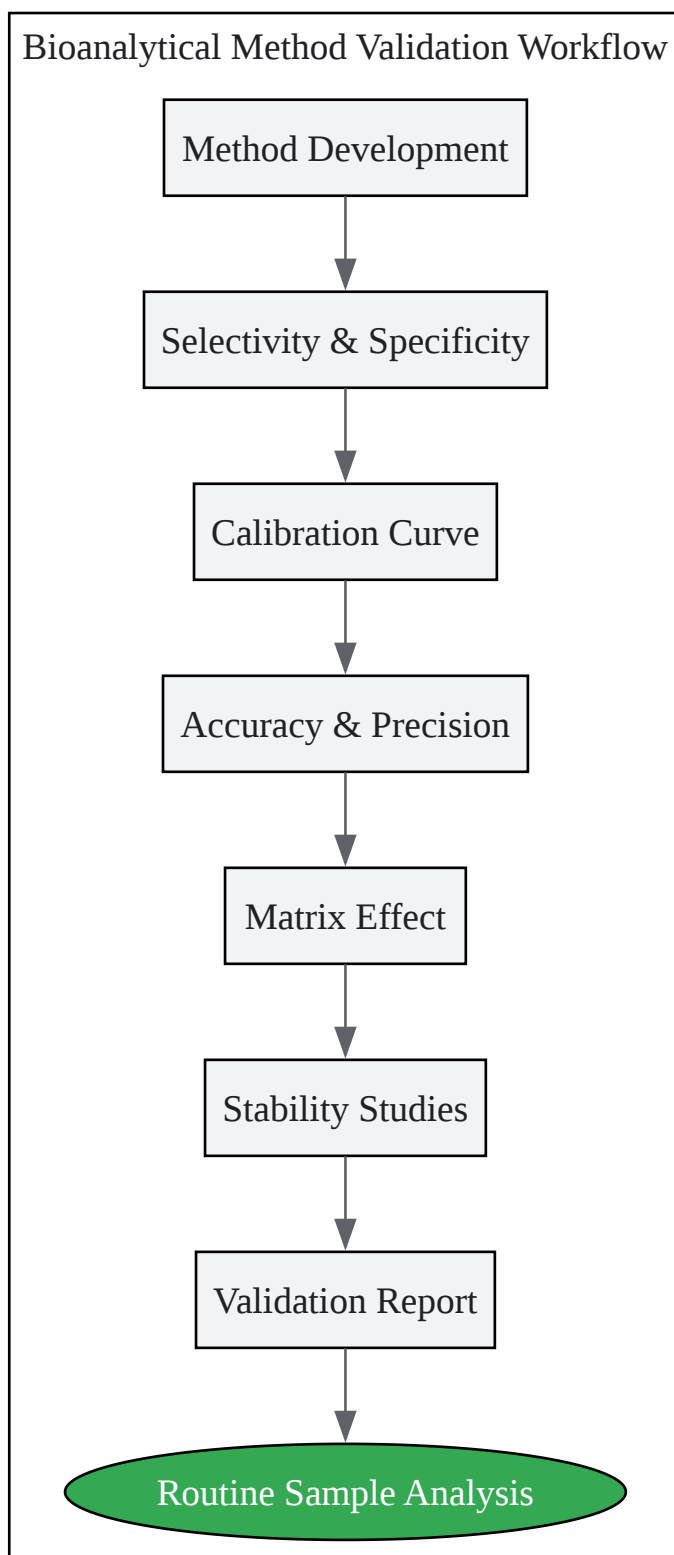 Bioanalytical Method Validation Workflow
Method Development
Selectivity & Specificity
Calibration Curve
Accuracy & Precision
Matrix Effect
Stability Studies
Validation Report
Routine Sample Analysis